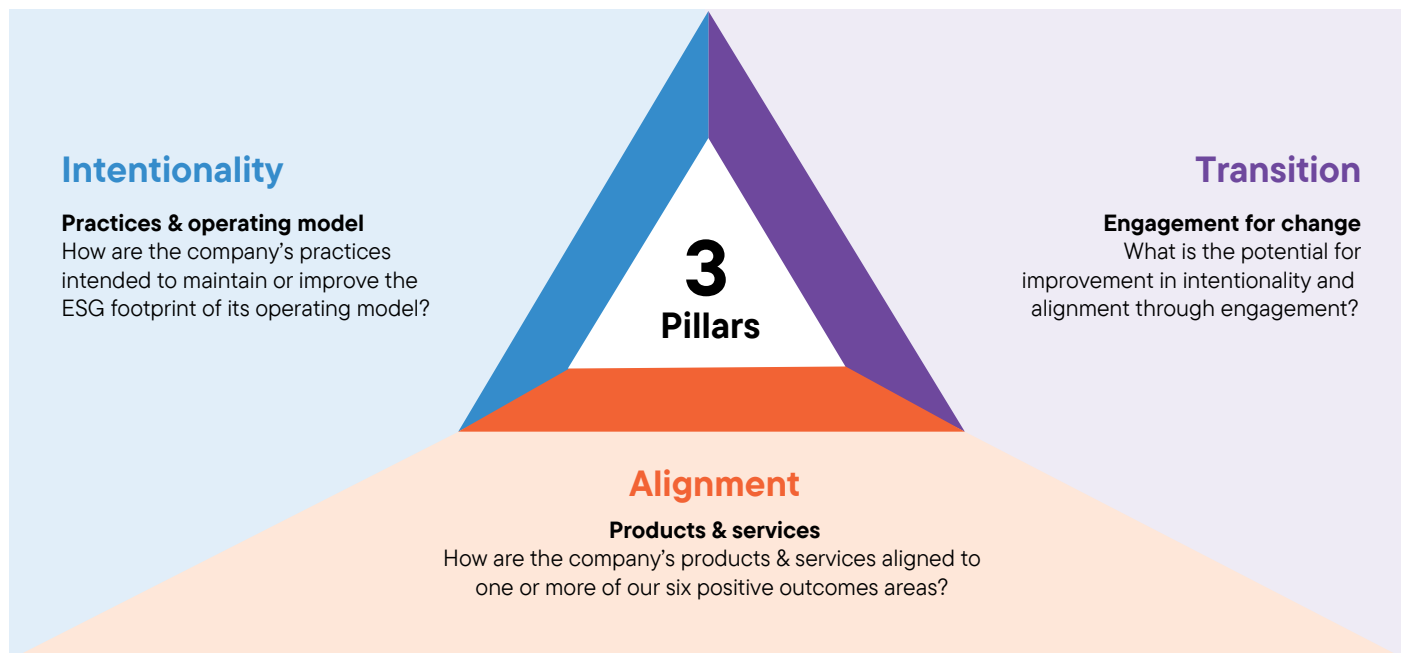 Intentionality
Practices & operating model
How are the company’s practices
intended to maintain or improve the
ESG footprint of its operating model?
3
Pillars
Transition
Engagement for change
What is the potential for
improvement in intentionality and
alignment through engagement?
Alignment
Products & services
How are the company’s products & services aligned to
one or more of our six positive outcomes areas?